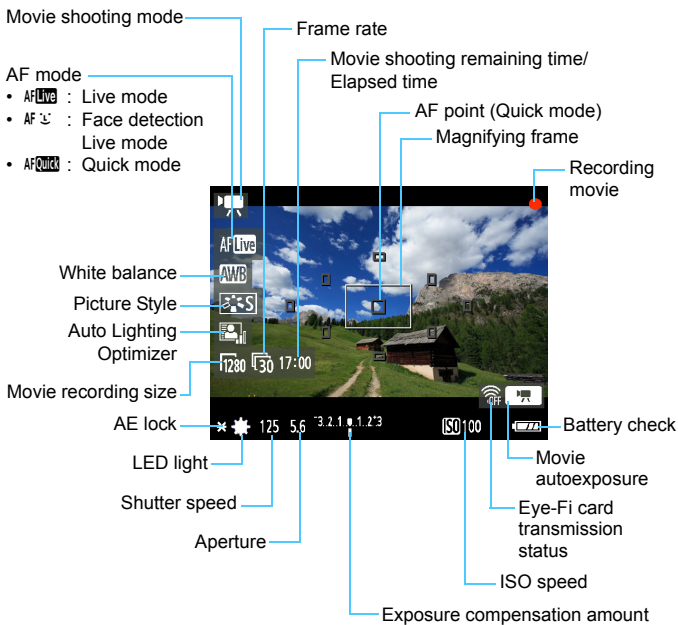 Movie shooting mode
Frame rate
Movie shooting remaining time/
Elapsed time
AF mode
• AF Live : Live mode
• AF : Face detection
Live mode
• AF Quick : Quick mode
AF point (Quick mode)
Magnifying frame
Recording
movie
AF Live
White balance
AWB
Picture Style
S
Auto Lighting
Optimizer
Movie recording size
1280 30 17:00
OFF
AE lock
125 5.6 -3..2..1..0..1..2.+3 ISO 100
Battery check
LED light
Movie
autoexposure
Shutter speed
Eye-Fi card
transmission
status
Aperture
ISO speed
Exposure compensation amount